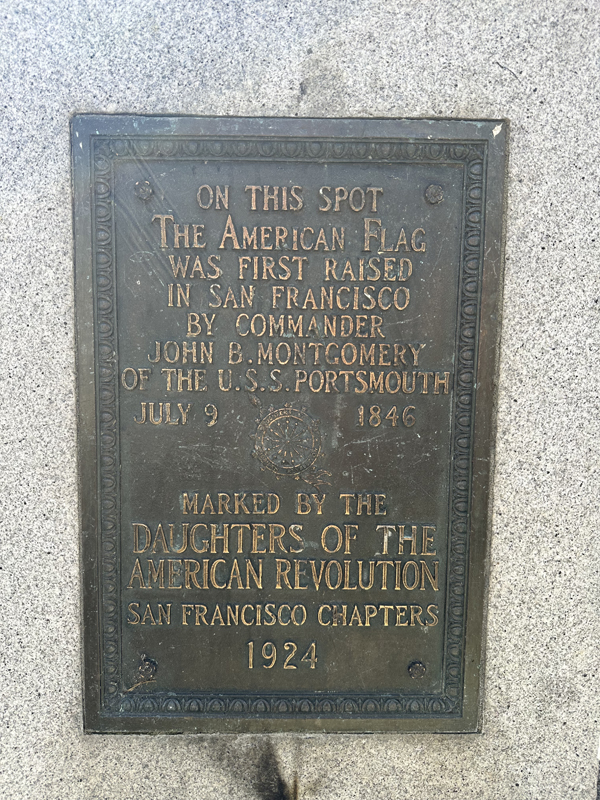 ON THIS SPOT
THE AMERICAN FLAG
WAS FIRST RAISED
IN SAN FRANCISCO
BY COMMANDER
JOHN B. MONTGOMERY
OF THE U.S.S. PORTSMOUTH
JULY 9 1846
MARKED BY THE
DAUGHTERS OF THE
AMERICAN REVOLUTION
SAN FRANCISCO CHAPTERS
1924